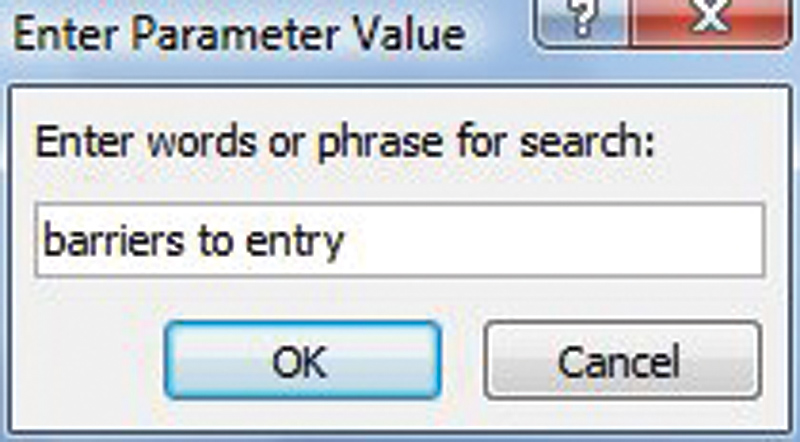 Enter Parameter Value
Enter words or phrase for search:
barriers to entry
OK Cancel